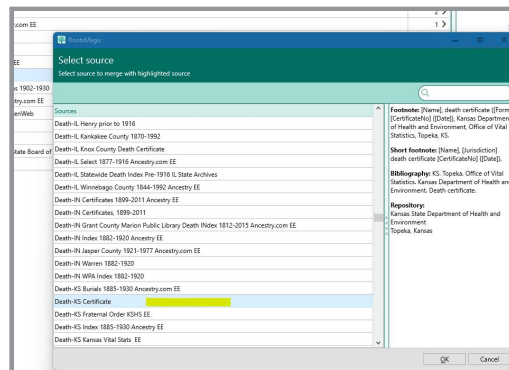 2 >
.com EE
1 >
RootsMagic
Select source
Select source to merge with highlighted source
EE
s 1902-1930
try.com EE
enWeb
tate Board of
Sources
Death-IL Henry prior to 1916
Death-IL Kankakee County 1870-1992
Death-IL Knox County Death Certificate
Death-IL Select 1877-1916 Ancestry.com EE
Death-IL Statewide Death Index Pre-1916 IL State Archives
Death-IL Winnebago County 1844-1992 Ancestry EE
Death-IN Certificates 1899-2011 Ancestry EE
Death-IN Certificates, 1899-2011
Death-IN Grant County Marion Public Library Death INdex 1812-2015 Ancestry.com EE
Death-IN Index 1882-1920 Ancestry EE
Death-IN Jasper County 1921-1977 Ancestry EE
Death-IN Warren 1882-1920
Death-IN WPA Index 1882-1920
Death-KS Burials 1885-1930 Ancestry.com EE
Death-KS Certificate
Death-KS Fraternal Order KSHS EE
Death-KS Index 1885-1930 Ancestry EE
Death-KS Kansas Vital Stats EE
Footnote: [Name], death certificate ([Form
[CertificateNo] ([Date]), Kansas Departmen
of Health and Environment, Office of Vital
Statistics, Topeka, KS.
Short footnote: [Name], [Jurisdiction]
death certificate [CertificateNo] ([Date]).
Bibliography: KS. Topeka. Office of Vital
Statistics. Kansas Department of Health an
Environment. Death certificate.
Repository:
Kansas State Department of Health and
Environment
Topeka, Kansas
OK
Cancel